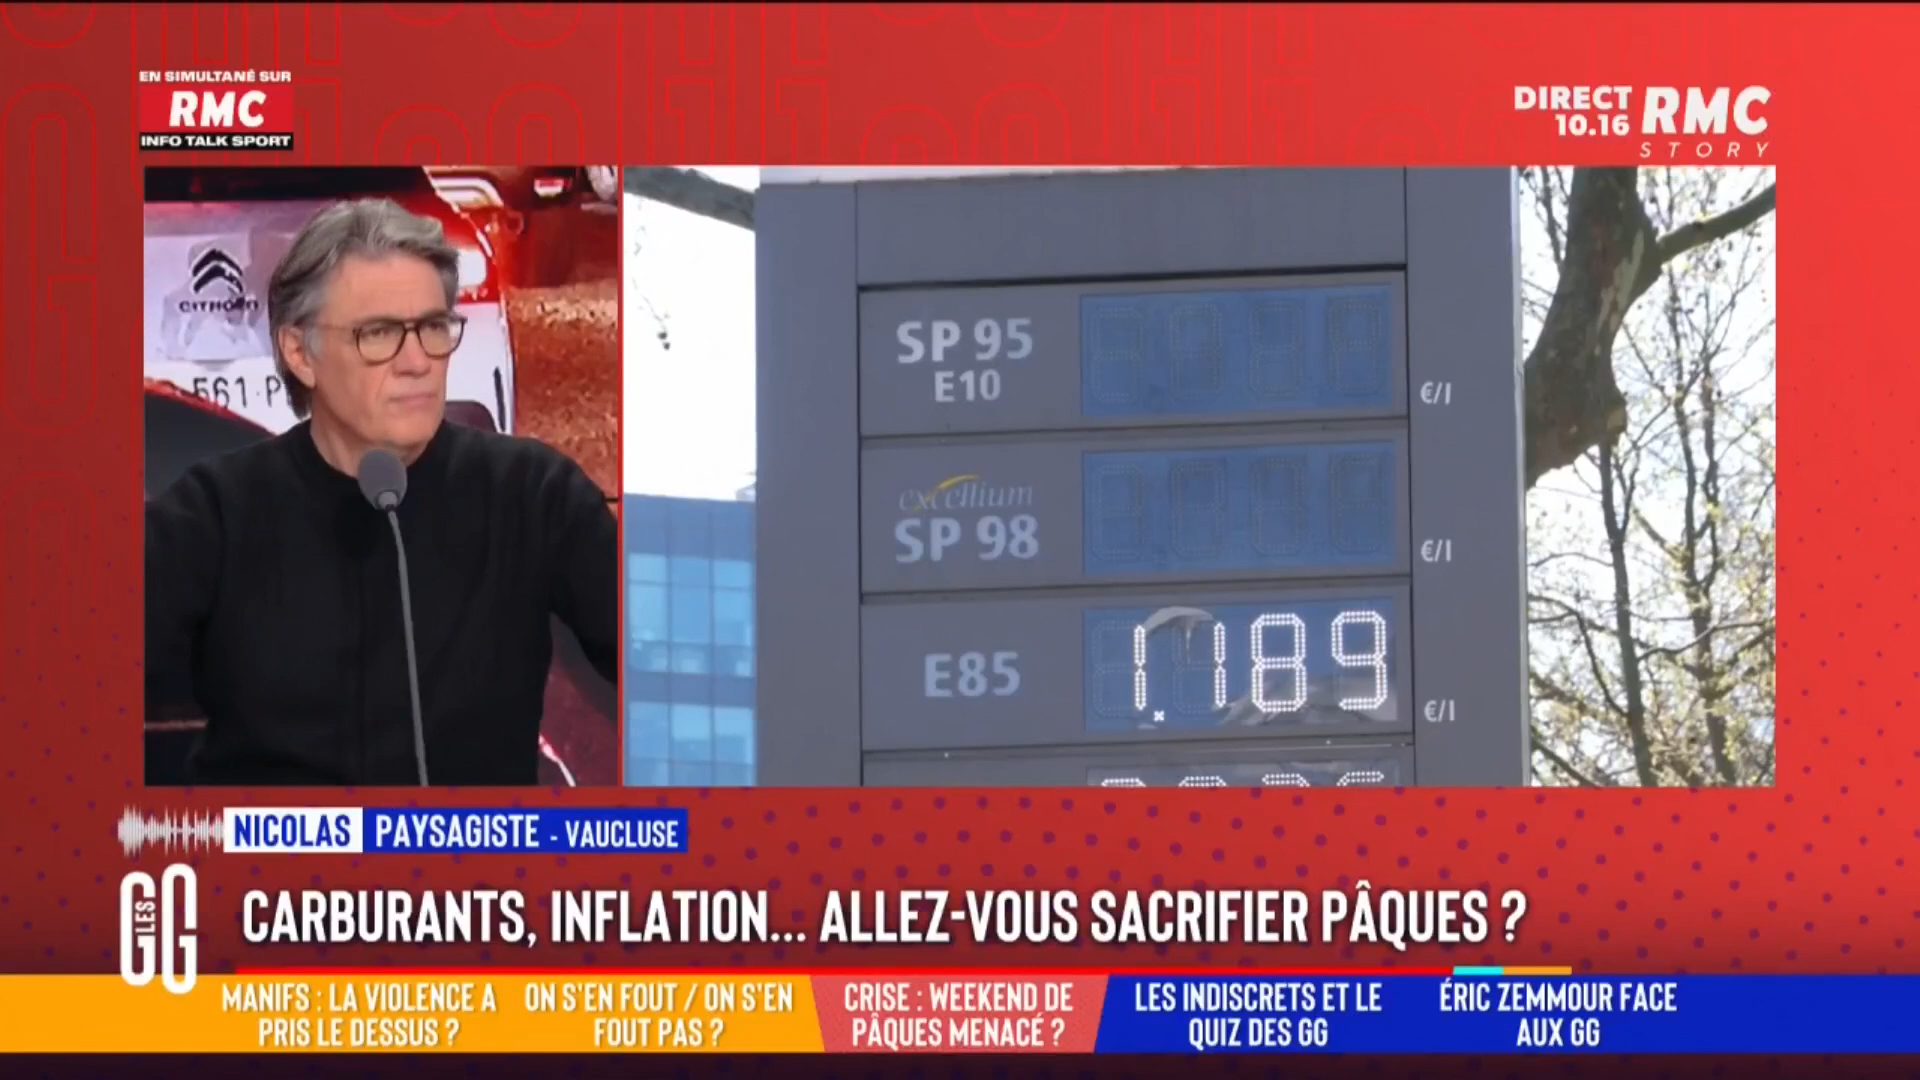 EN SIMULTANÉ SUR
RMC
INFO TALK SPORT
DIRECT
10.16
RMC
STORY
CITROËN
561
SP 95
E10
€/l
excellium
SP 98
€/l
E85
1.189
€/l
NICOLAS
PAYSAGISTE - VAUCLUSE
LES GG
CARBURANTS, INFLATION... ALLEZ-VOUS SACRIFIER PÂQUES ?
MANIFS : LA VIOLENCE A
PRIS LE DESSUS ?
ON S'EN FOUT / ON S'EN
FOUT PAS ?
CRISE : WEEKEND DE
PÂQUES MENACÉ ?
LES INDISCRETS ET LE
QUIZ DES GG
ÉRIC ZEMMOUR FACE
AUX GG